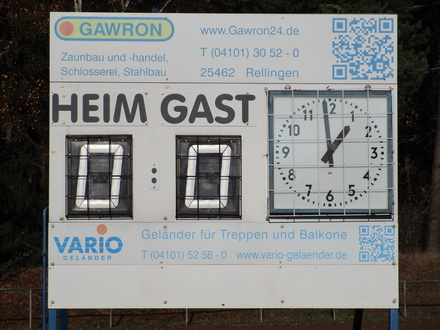 GAWRON
www.Gawron24.de
Zaunbau und -handel,
Schlosserei, Stahlbau
T (04101) 30 52 - 0
25462 Rellingen
HEIM GAST
0 : 0
12
1
2
3
4
5
6
7
8
9
10
11
VARIO
GELÄNDER
Geländer für Treppen und Balkone
T (04101) 52 58 - 0 www.vario-gelaender.de